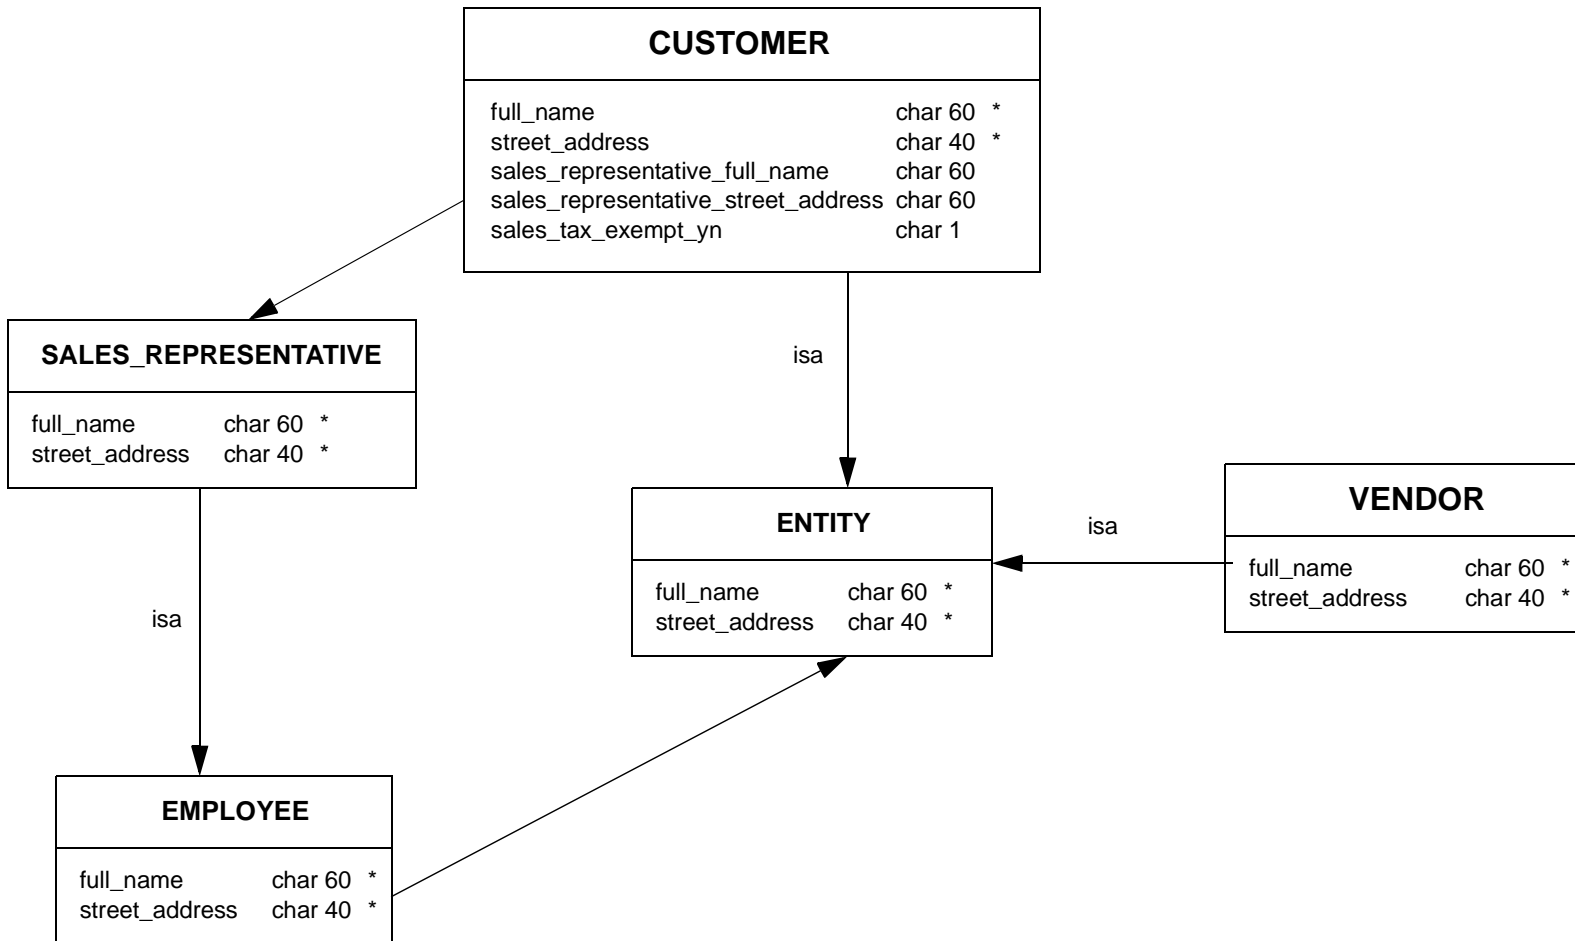 CUSTOMER
full_name char 60 *
street_address char 40 *
sales_representative_full_name char 60
sales_representative_street_address char 60
sales_tax_exempt_yn char 1
SALES_REPRESENTATIVE
full_name char 60 *
street_address char 40 *
isa
ENTITY
full_name char 60 *
street_address char 40 *
isa
VENDOR
full_name char 60 *
street_address char 40 *
isa
EMPLOYEE
full_name char 60 *
street_address char 40 *